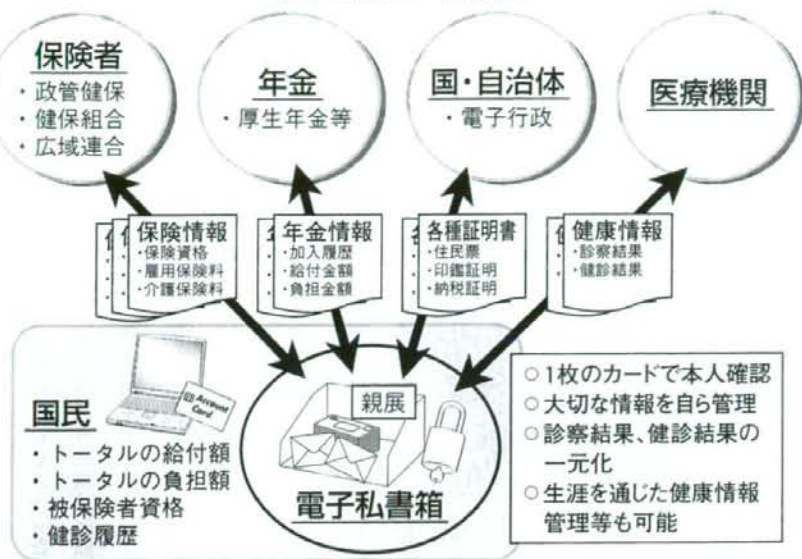 保険者
・政管健保
・健保組合
・広域連合
年金
・厚生年金等
国・自治体
・電子行政
医療機関
保険情報
・保険資格
・雇用保険料
・介護保険料
年金情報
・加入履歴
・給付金額
・負担金額
各種証明書
・住民票
・印鑑証明
・納税証明
健康情報
・診察結果
・健診結果
Account
Card
国民
・トータルの給付額
・トータルの負担額
・被保険者資格
・健診履歴
親展
電子私書箱
○1枚のカードで本人確認
○大切な情報を自ら管理
○診察結果、健診結果の
一元化
○生涯を通じた健康情報
管理等も可能